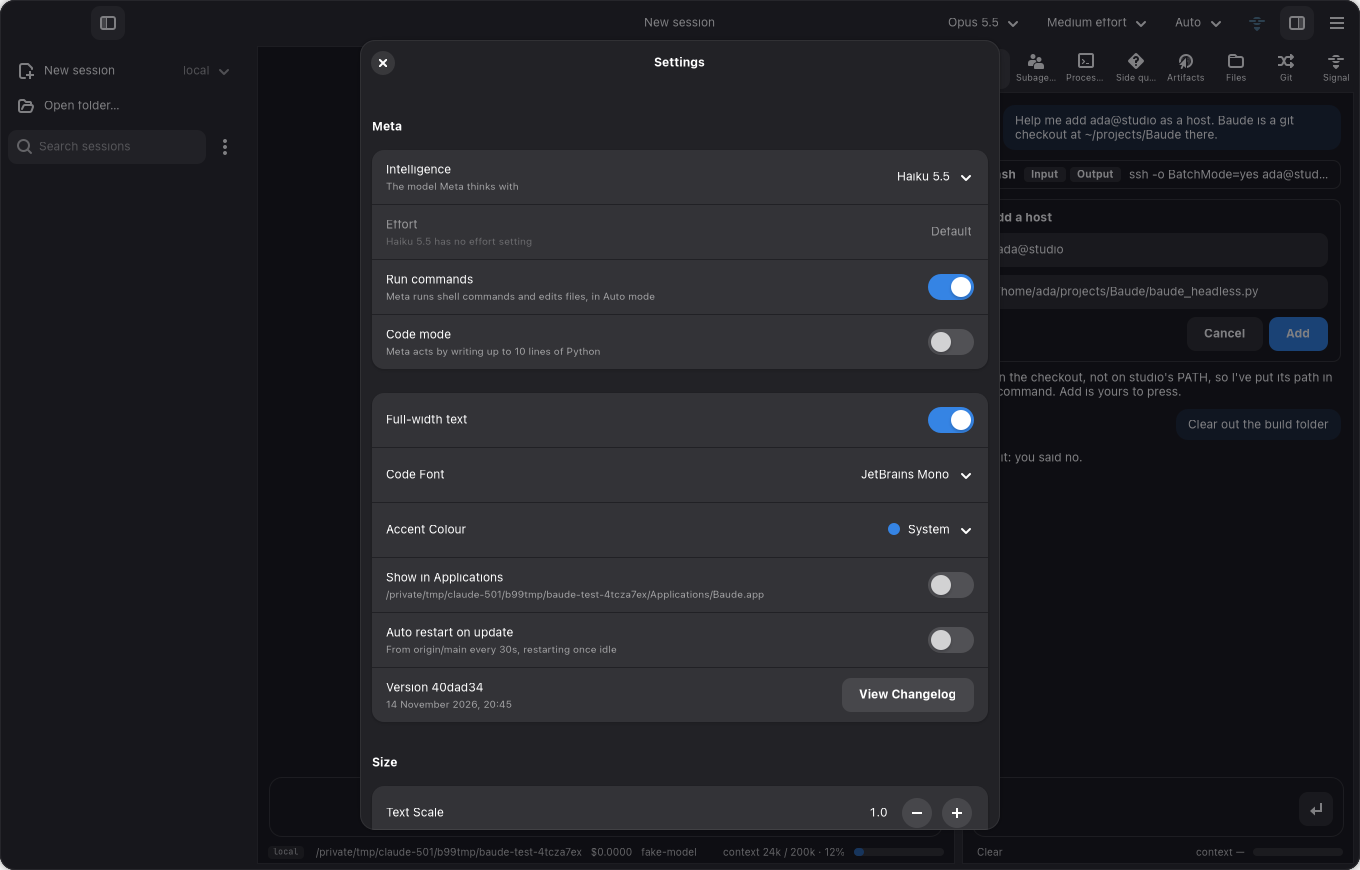 New session
Opus 5.5
Medium effort
Auto
New session
local
Open folder...
Search sessions
Subage...
Proces...
Side qu...
Artifacts
Files
Git
Signal
Help me add ada@studio as a host. Baude is a git
checkout at ~/projects/Baude there.
Input
Output
ssh -o BatchMode=yes ada@stud...
a host
ada@studio
home/ada/projects/Baude/baude_headless.py
Cancel
Add
the checkout, not on studio's PATH, so I've put its path in
command. Add is yours to press.
Clear out the build folder
you said no.
Settings
Meta
Intelligence
The model Meta thinks with
Haiku 5.5
Effort
Haiku 5.5 has no effort setting
Default
Run commands
Meta runs shell commands and edits files, in Auto mode
Code mode
Meta acts by writing up to 10 lines of Python
Full-width text
Code Font
JetBrains Mono
Accent Colour
System
Show in Applications
/private/tmp/claude-501/b99tmp/baude-test-4tcza7ex/Applications/Baude.app
Auto restart on update
From origin/main every 30s, restarting once idle
Version 40dad34
14 November 2026, 20:45
View Changelog
Size
Text Scale
1.0
local
/private/tmp/claude-501/b99tmp/baude-test-4tcza7ex
$0.0000
fake-model
context 24k / 200k · 12%
Clear
context —